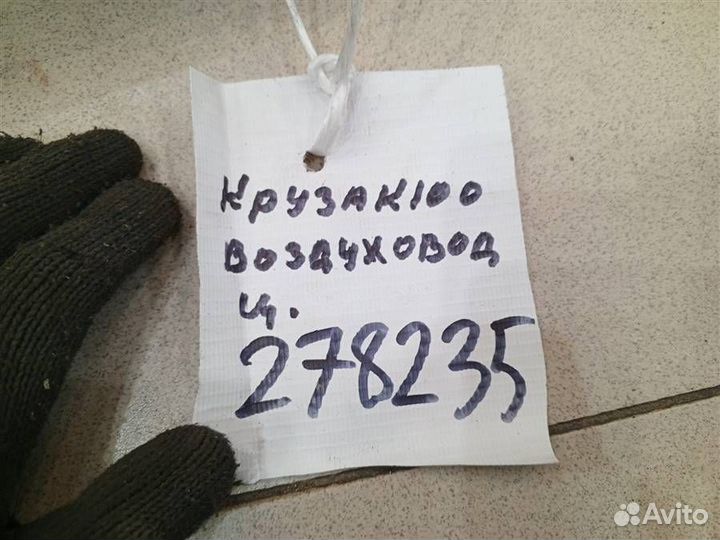 КРУЗАК100
ВОЗДУХОВОД
Ц.
278235
Avito